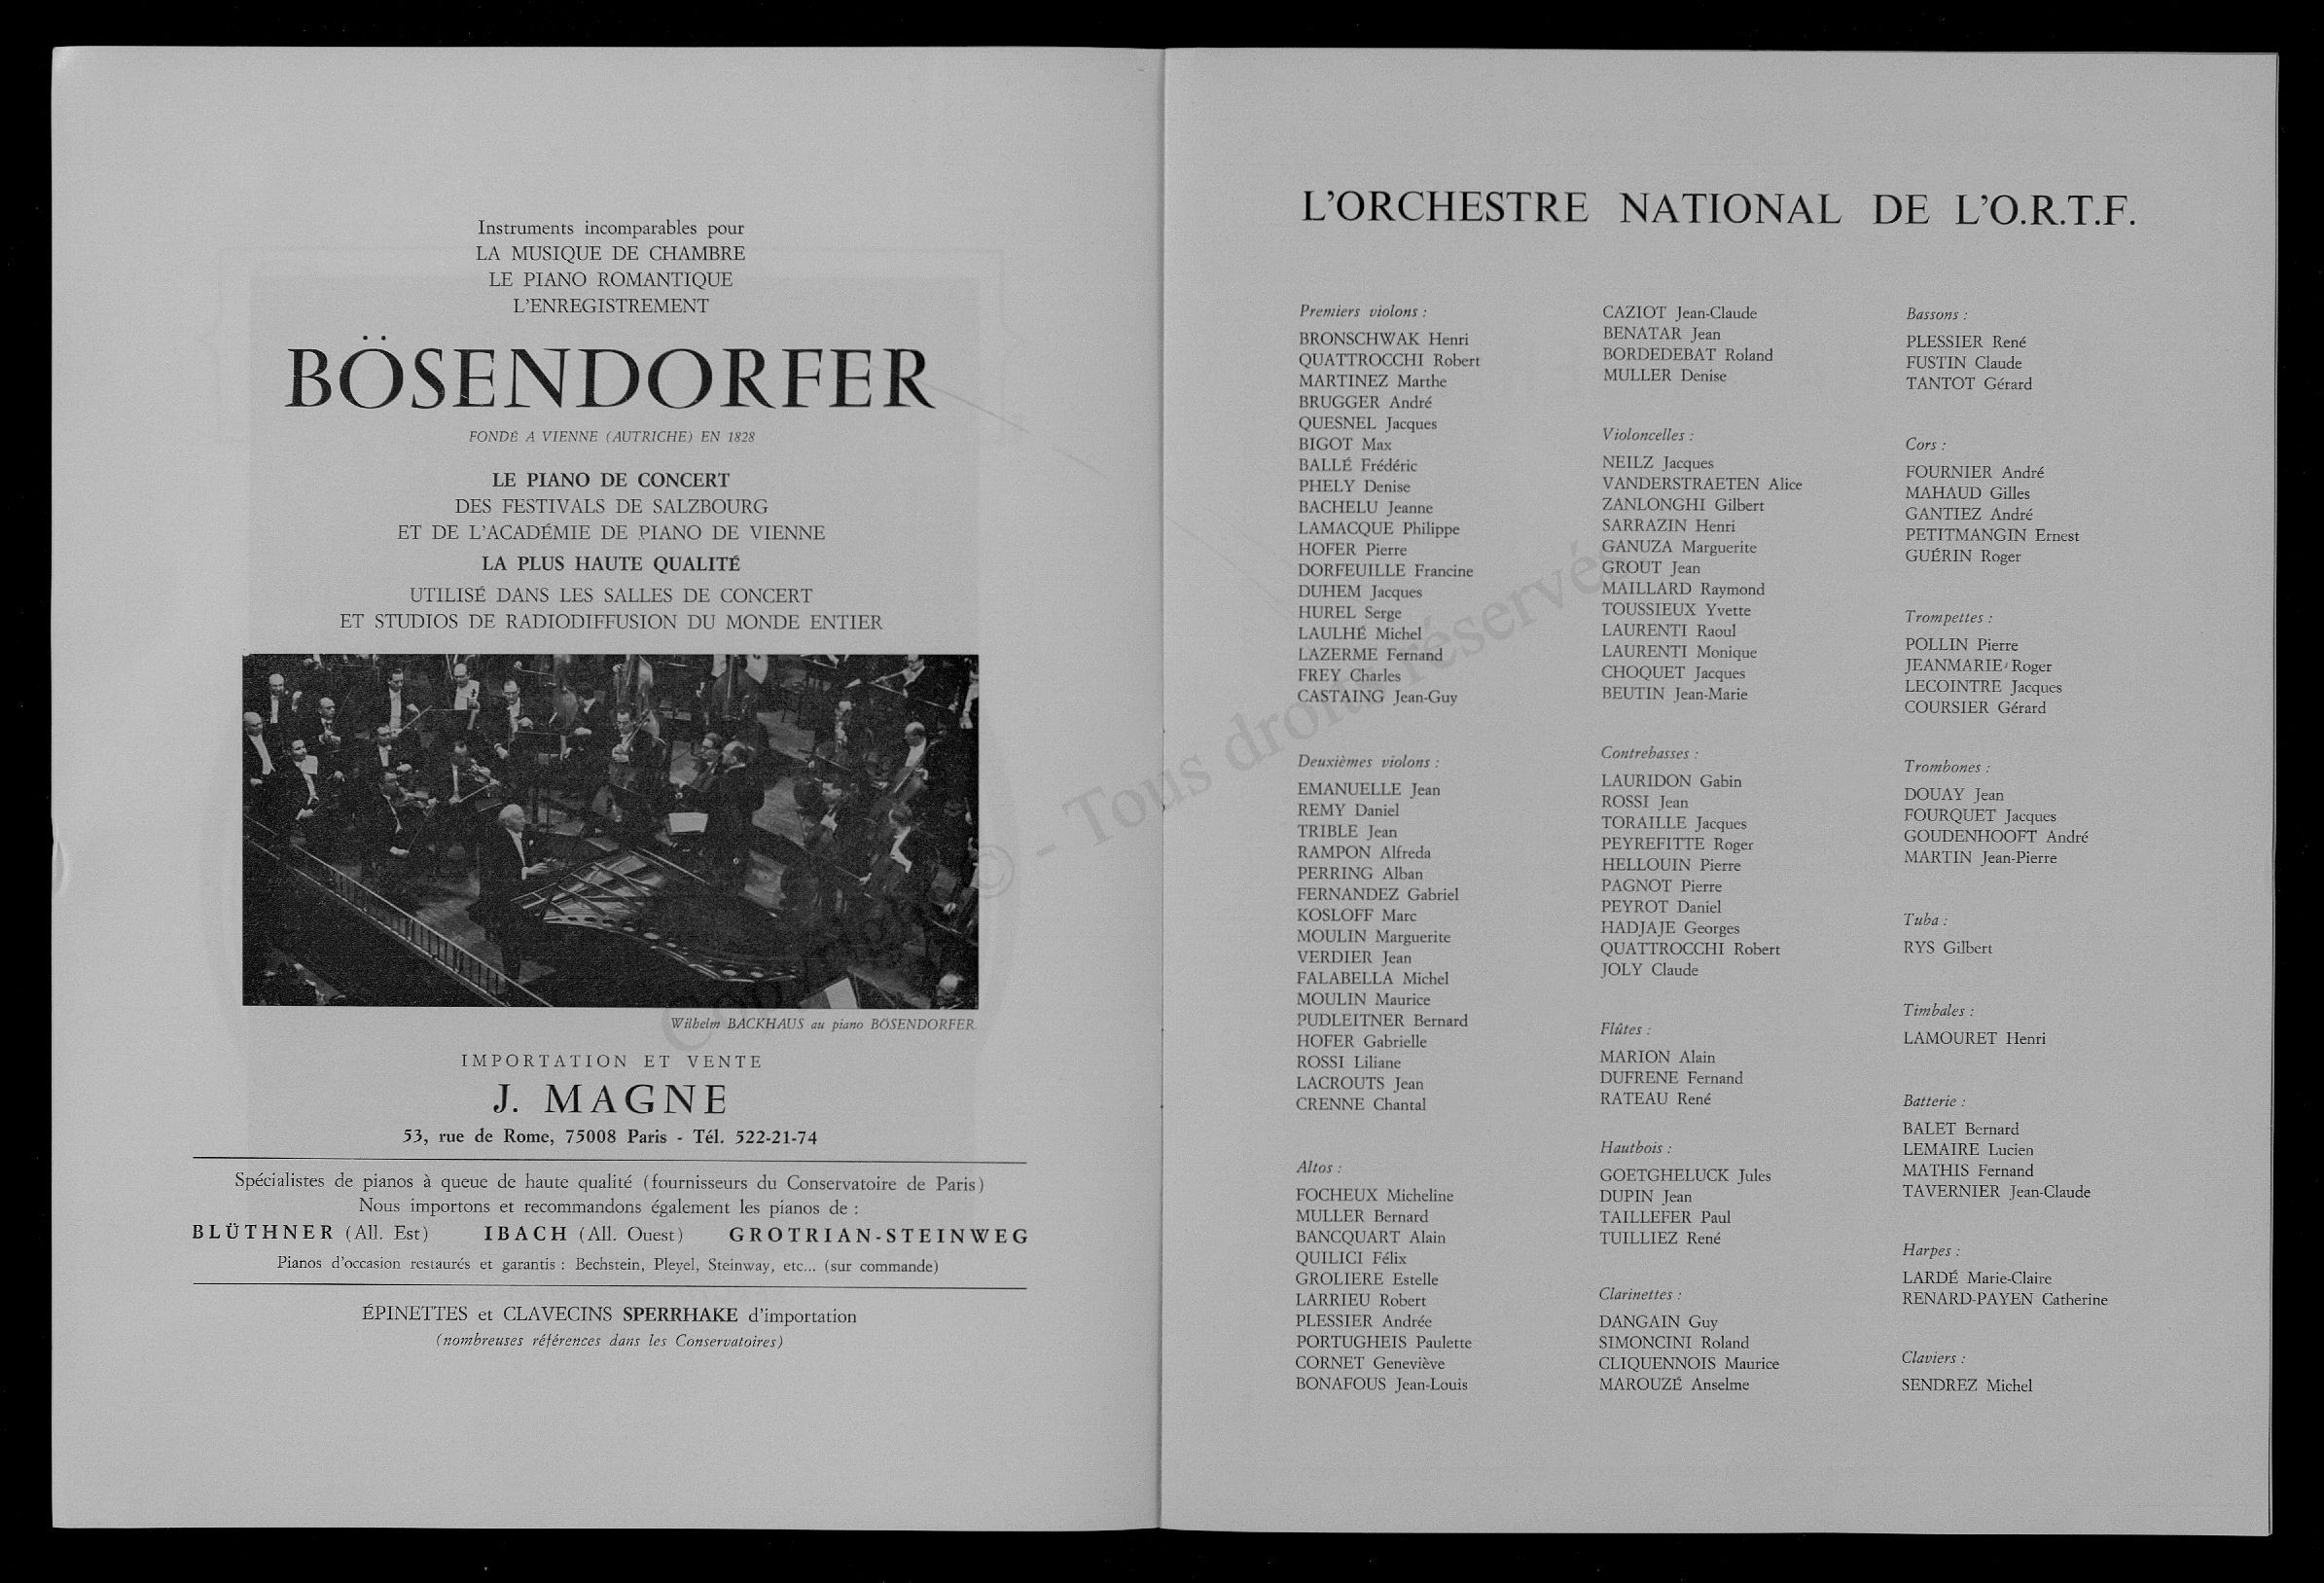 Instruments incomparables pour
LA MUSIQUE DE CHAMBRE
LE PIANO ROMANTIQUE
L'ENREGISTREMENT
BÖSENDORFER
FONDÉ A VIENNE (AUTRICHE) EN 1828
LE PIANO DE CONCERT
DES FESTIVALS DE SALZBOURG
ET DE L'ACADÉMIE DE PIANO DE VIENNE
LA PLUS HAUTE QUALITÉ
UTILISÉ DANS LES SALLES DE CONCERT
ET STUDIOS DE RADIODIFFUSION DU MONDE ENTIER
Wilhelm BACKHAUS au piano BÖSENDORFER
IMPORTATION ET VENTE
J. MAGNE
53, rue de Rome, 75008 Paris - Tél. 522-21-74
Spécialistes de pianos à queue de haute qualité (fournisseurs du Conservatoire de Paris)
Nous importons et recommandons également les pianos de :
BLÜTHNER (All. Est) IBACH (All. Ouest) GROTRIAN-STEINWEG
Pianos d'occasion restaurés et garantis : Bechstein, Pleyel, Steinway, etc... (sur commande)
ÉPINETTES et CLAVECINS SPERRHAKE d'importation
(nombreuses références dans les Conservatoires)
L'ORCHESTRE NATIONAL DE L'O.R.T.F.
Premiers violons :
BRONSCHWAK Henri
QUATTROCCHI Robert
MARTINEZ Marthe
BRUGGER André
QUESNEL Jacques
BIGOT Max
BALLÉ Frédéric
PHELY Denise
BACHELU Jeanne
LAMACQUE Philippe
HOFER Pierre
DORFEUILLE Francine
DUHEM Jacques
HUREL Serge
LAULHÉ Michel
LAZERME Fernand
FREY Charles
CASTAING Jean-Guy
Deuxièmes violons :
EMANUELLE Jean
REMY Daniel
TRIBLE Jean
RAMPON Alfreda
PERRING Alban
FERNANDEZ Gabriel
KOSLOFF Marc
MOULIN Marguerite
VERDIER Jean
FALABELLA Michel
MOULIN Maurice
PUDLEITNER Bernard
HOFER Gabrielle
ROSSI Liliane
LACROUTS Jean
CRENNE Chantal
Altos :
FOCHEUX Micheline
MULLER Bernard
BANCQUART Alain
QUILICI Félix
GROLIERE Estelle
LARRIEU Robert
PLESSIER Andrée
PORTUGHEIS Paulette
CORNET Geneviève
BONAFOUS Jean-Louis
CAZIOT Jean-Claude
BENATAR Jean
BORDEDEBAT Roland
MULLER Denise
Violoncelles :
NEILZ Jacques
VANDERSTRAETEN Alice
ZANLONGHI Gilbert
SARRAZIN Henri
GANUZA Marguerite
GROUT Jean
MAILLARD Raymond
TOUSSIEUX Yvette
LAURENTI Raoul
LAURENTI Monique
CHOQUET Jacques
BEUTIN Jean-Marie
Contrebasses :
LAURIDON Gabin
ROSSI Jean
TORAILLE Jacques
PEYREFITTE Roger
HELLOUIN Pierre
PAGNOT Pierre
PEYROT Daniel
HADJAJE Georges
QUATTROCCHI Robert
JOLY Claude
Flûtes :
MARION Alain
DUFRENE Fernand
RATEAU René
Hautbois :
GOETGHELUCK Jules
DUPIN Jean
TAILLEFER Paul
TUILLIEZ René
Clarinettes :
DANGAIN Guy
SIMONCINI Roland
CLIQUENNOIS Maurice
MAROUZÉ Anselme
Bassons :
PLESSIER René
FUSTIN Claude
TANTOT Gérard
Cors :
FOURNIER André
MAHAUD Gilles
GANTIEZ André
PETITMANGIN Ernest
GUÉRIN Roger
Trompettes :
POLLIN Pierre
JEANMARIE Roger
LECOINTRE Jacques
COURSIER Gérard
Trombones :
DOUAY Jean
FOURQUET Jacques
GOUDENHOOFT André
MARTIN Jean-Pierre
Tuba :
RYS Gilbert
Timbales :
LAMOURET Henri
Batterie :
BALET Bernard
LEMAIRE Lucien
MATHIS Fernand
TAVERNIER Jean-Claude
Harpes :
LARDÉ Marie-Claire
RENARD-PAYEN Catherine
Claviers :
SENDREZ Michel
Copyright © - Tous droits réservés